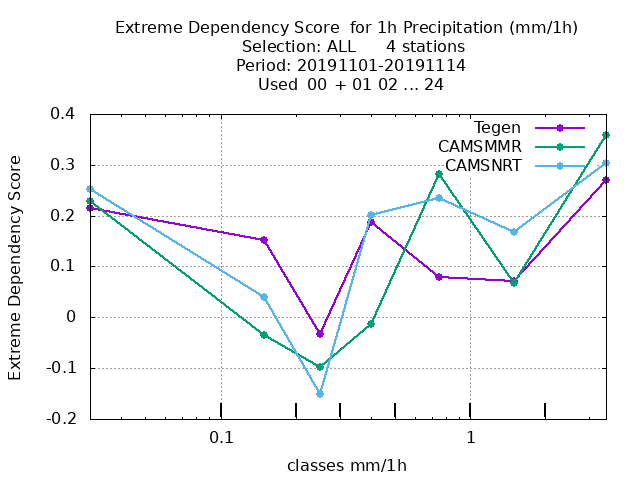 Extreme Dependency Score  for 1h Precipitation (mm/1h)
Selection: ALL      4 stations
Period: 20191101-20191114
Used  00  + 01 02 ... 24
Tegen
CAMSMMR
CAMSNRT
0.4
0.3
0.2
0.1
0
-0.1
-0.2
Extreme Dependency Score
0.1
1
classes mm/1h